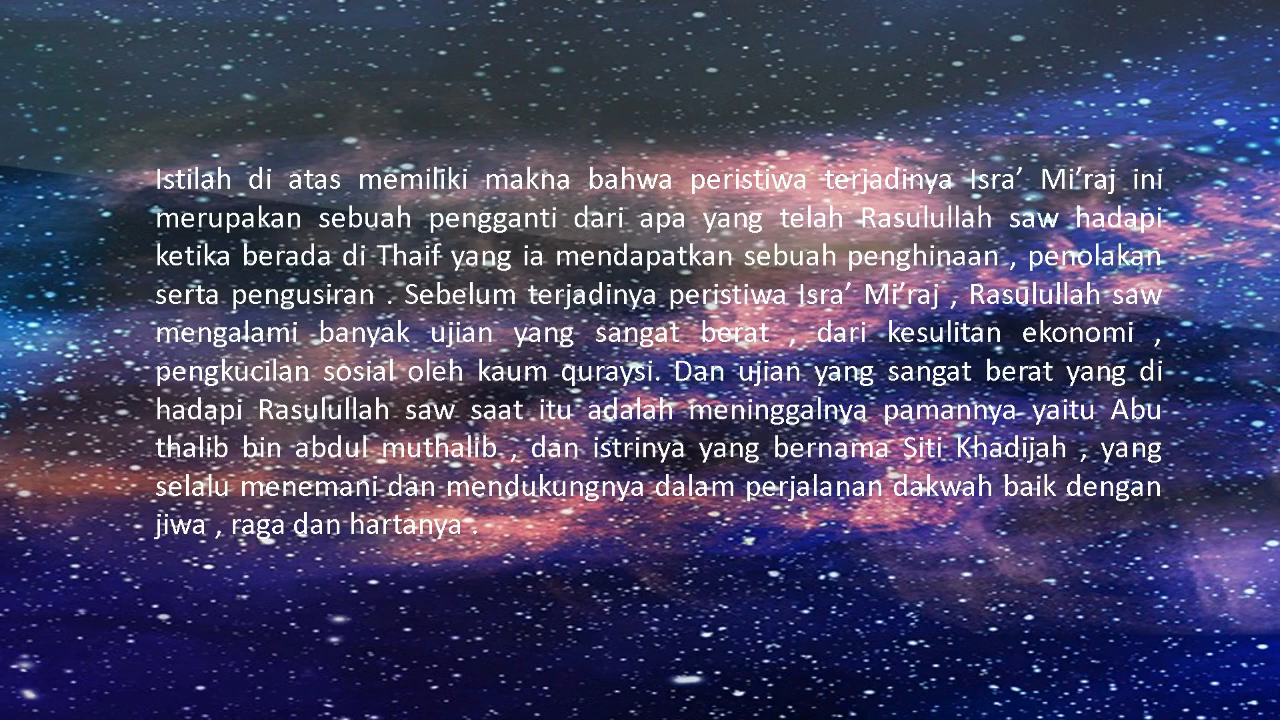 Istilah di atas memiliki makna bahwa peristiwa terjadinya Isra’ Mi’raj ini
merupakan sebuah pengganti dari apa yang telah Rasulullah saw hadapi
ketika berada di Thaif yang ia mendapatkan sebuah penghinaan , penolakan
serta pengusiran . Sebelum terjadinya peristiwa Isra’ Mi’raj , Rasulullah saw
mengalami banyak ujian yang sangat berat , dari kesulitan ekonomi ,
pengkucilan sosial oleh kaum quraysi. Dan ujian yang sangat berat yang di
hadapi Rasulullah saw saat itu adalah meninggalnya pamannya yaitu Abu
thalib bin abdul muthalib , dan istrinya yang bernama Siti Khadijah , yang
selalu menemani dan mendukungnya dalam perjalanan dakwah baik dengan
jiwa , raga dan hartanya .